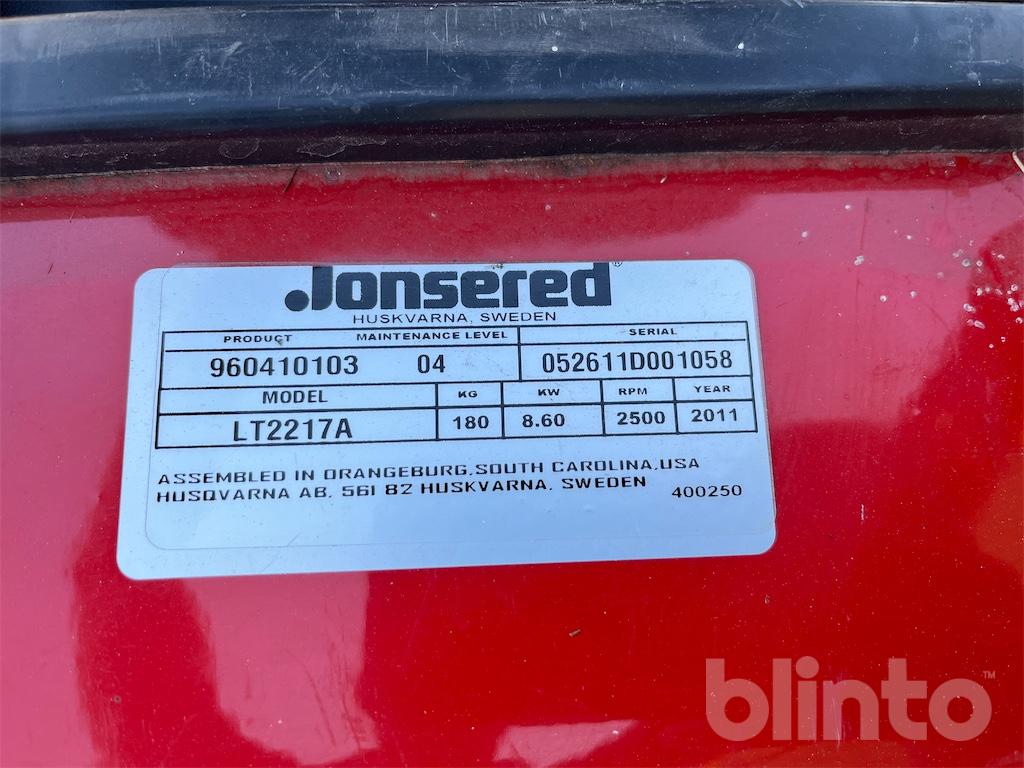 Jonsered®
HUSKVARNA, SWEDEN
PRODUCT MAINTENANCE LEVEL SERIAL
960410103 04 052611D001058
MODEL KG KW RPM YEAR
LT2217A 180 8.60 2500 2011
ASSEMBLED IN ORANGEBURG, SOUTH CAROLINA, USA
HUSQVARNA AB, 561 82 HUSKVARNA, SWEDEN 400250
blinto™